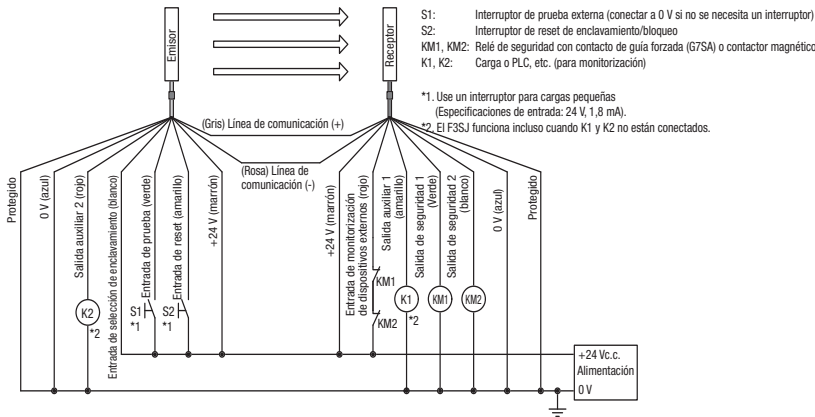 Emisor
Receptor
S1: Interruptor de prueba externa (conectar a 0 V si no se necesita un interruptor)
S2: Interruptor de reset de enclavamiento/bloqueo
KM1, KM2: Relé de seguridad con contacto de guía forzada (G7SA) o contactor magnético
K1, K2: Carga o PLC, etc. (para monitorización)
*1. Use un interruptor para cargas pequeñas
(Especificaciones de entrada: 24 V, 1,8 mA).
*2. El F3SJ funciona incluso cuando K1 y K2 no están conectados.
(Gris) Línea de comunicación (+)
(Rosa) Línea de
comunicación (-)
Protegido
0 V (azul)
Salida auxiliar 2 (rojo)
Entrada de selección de enclavamiento (blanco)
Entrada de prueba (verde)
Entrada de reset (amarillo)
+24 V (marrón)
+24 V (marrón)
Entrada de monitorización
de dispositivos externos (rojo)
Salida auxiliar 1
(amarillo)
Salida de seguridad 1
(Verde)
Salida de seguridad 2
(blanco)
0 V (azul)
Protegido
K2
*2
S1
*1
S2
*1
KM1
KM2
K1
*2
KM1
KM2
+24 Vc.c.
Alimentación
0 V